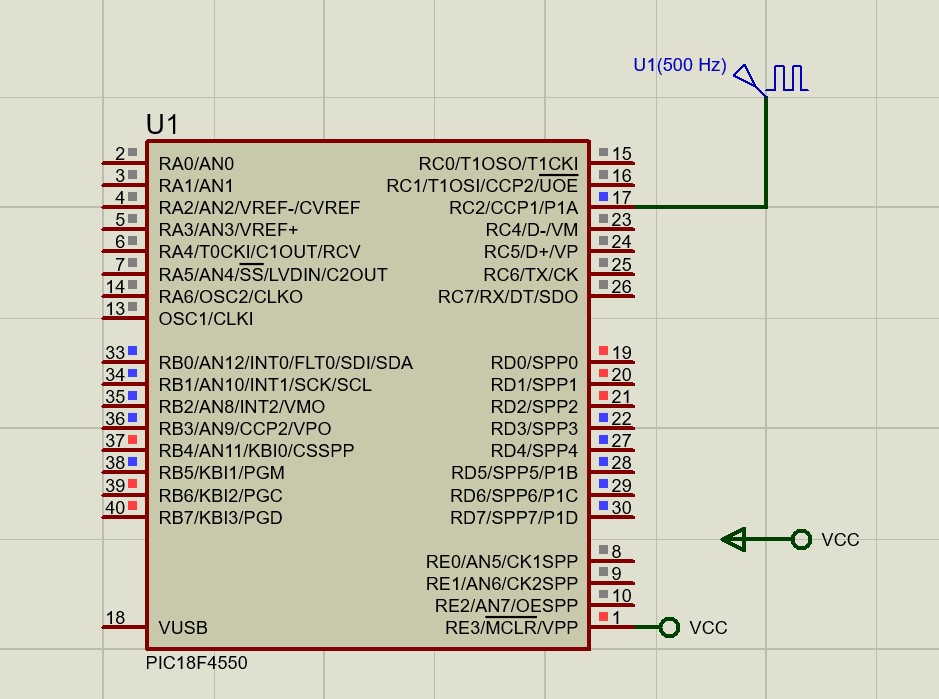 U1(500 Hz)
U1
2 RA0/AN0 RC0/T1OSO/T1CKI 15
3 RA1/AN1 RC1/T1OSI/CCP2/UOE 16
4 RA2/AN2/VREF-/CVREF RC2/CCP1/P1A 17
5 RA3/AN3/VREF+ RC4/D-/VM 23
6 RA4/T0CKI/C1OUT/RCV RC5/D+/VP 24
7 RA5/AN4/SS/LVDIN/C2OUT RC6/TX/CK 25
14 RA6/OSC2/CLKO RC7/RX/DT/SDO 26
13 OSC1/CLKI
33 RB0/AN12/INT0/FLT0/SDI/SDA RD0/SPP0 19
34 RB1/AN10/INT1/SCK/SCL RD1/SPP1 20
35 RB2/AN8/INT2/VMO RD2/SPP2 21
36 RB3/AN9/CCP2/VPO RD3/SPP3 22
37 RB4/AN11/KBI0/CSSPP RD4/SPP4 27
38 RB5/KBI1/PGM RD5/SPP5/P1B 28
39 RB6/KBI2/PGC RD6/SPP6/P1C 29
40 RB7/KBI3/PGD RD7/SPP7/P1D 30
VCC
RE0/AN5/CK1SPP 8
RE1/AN6/CK2SPP 9
RE2/AN7/OESPP 10
18 VUSB RE3/MCLR/VPP 1 VCC
PIC18F4550